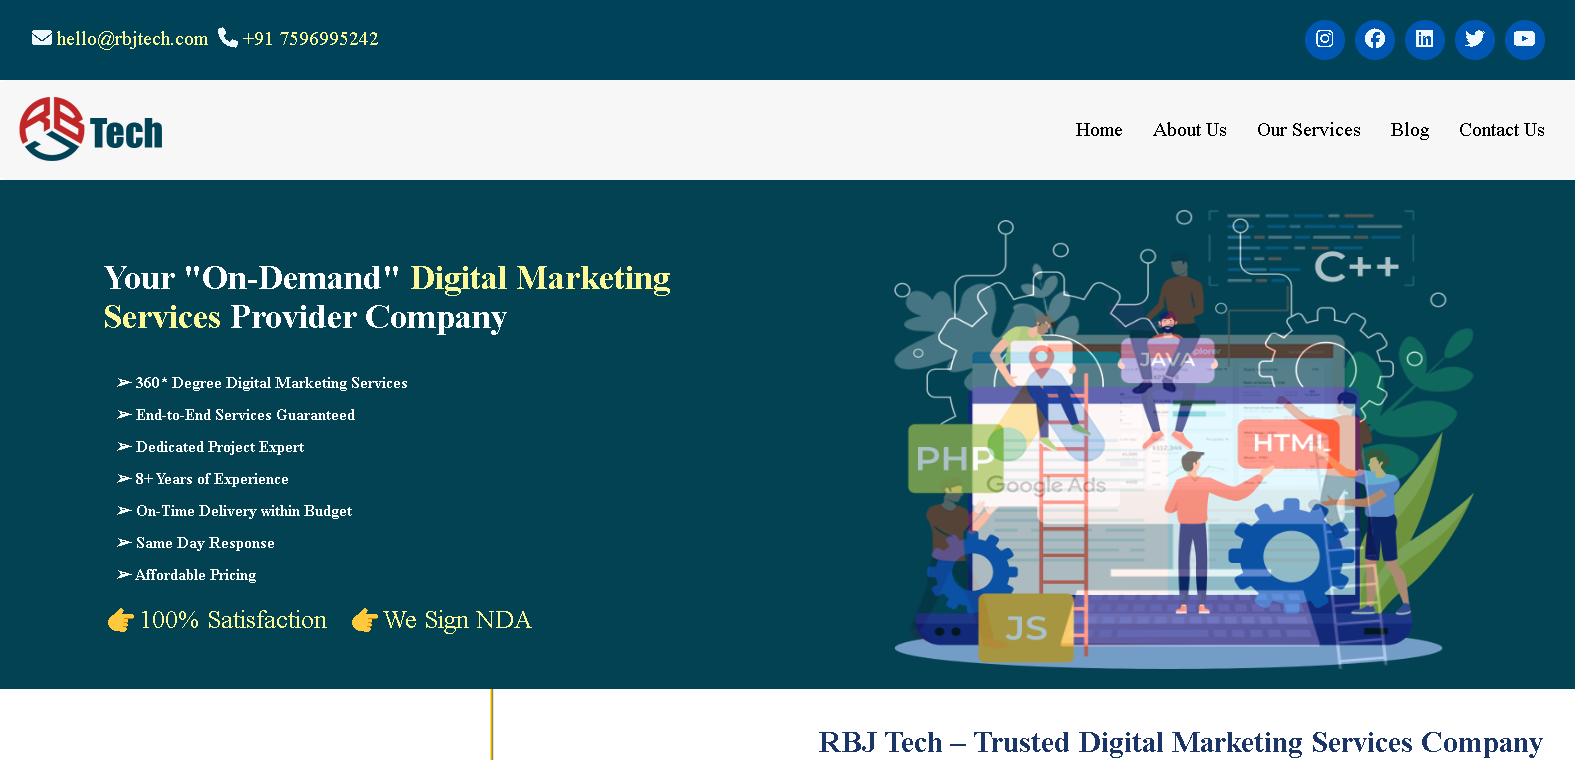 hello@rbjtech.com +91 7596995242
RBJ Tech
Home About Us Our Services Blog Contact Us
Your "On-Demand" Digital Marketing
Services Provider Company
➢ 360* Degree Digital Marketing Services
➢ End-to-End Services Guaranteed
➢ Dedicated Project Expert
➢ 8+ Years of Experience
➢ On-Time Delivery within Budget
➢ Same Day Response
➢ Affordable Pricing
👉 100% Satisfaction 👉 We Sign NDA
C++
JAVA
HTML
PHP
Google Ads
JS
RBJ Tech – Trusted Digital Marketing Services Company